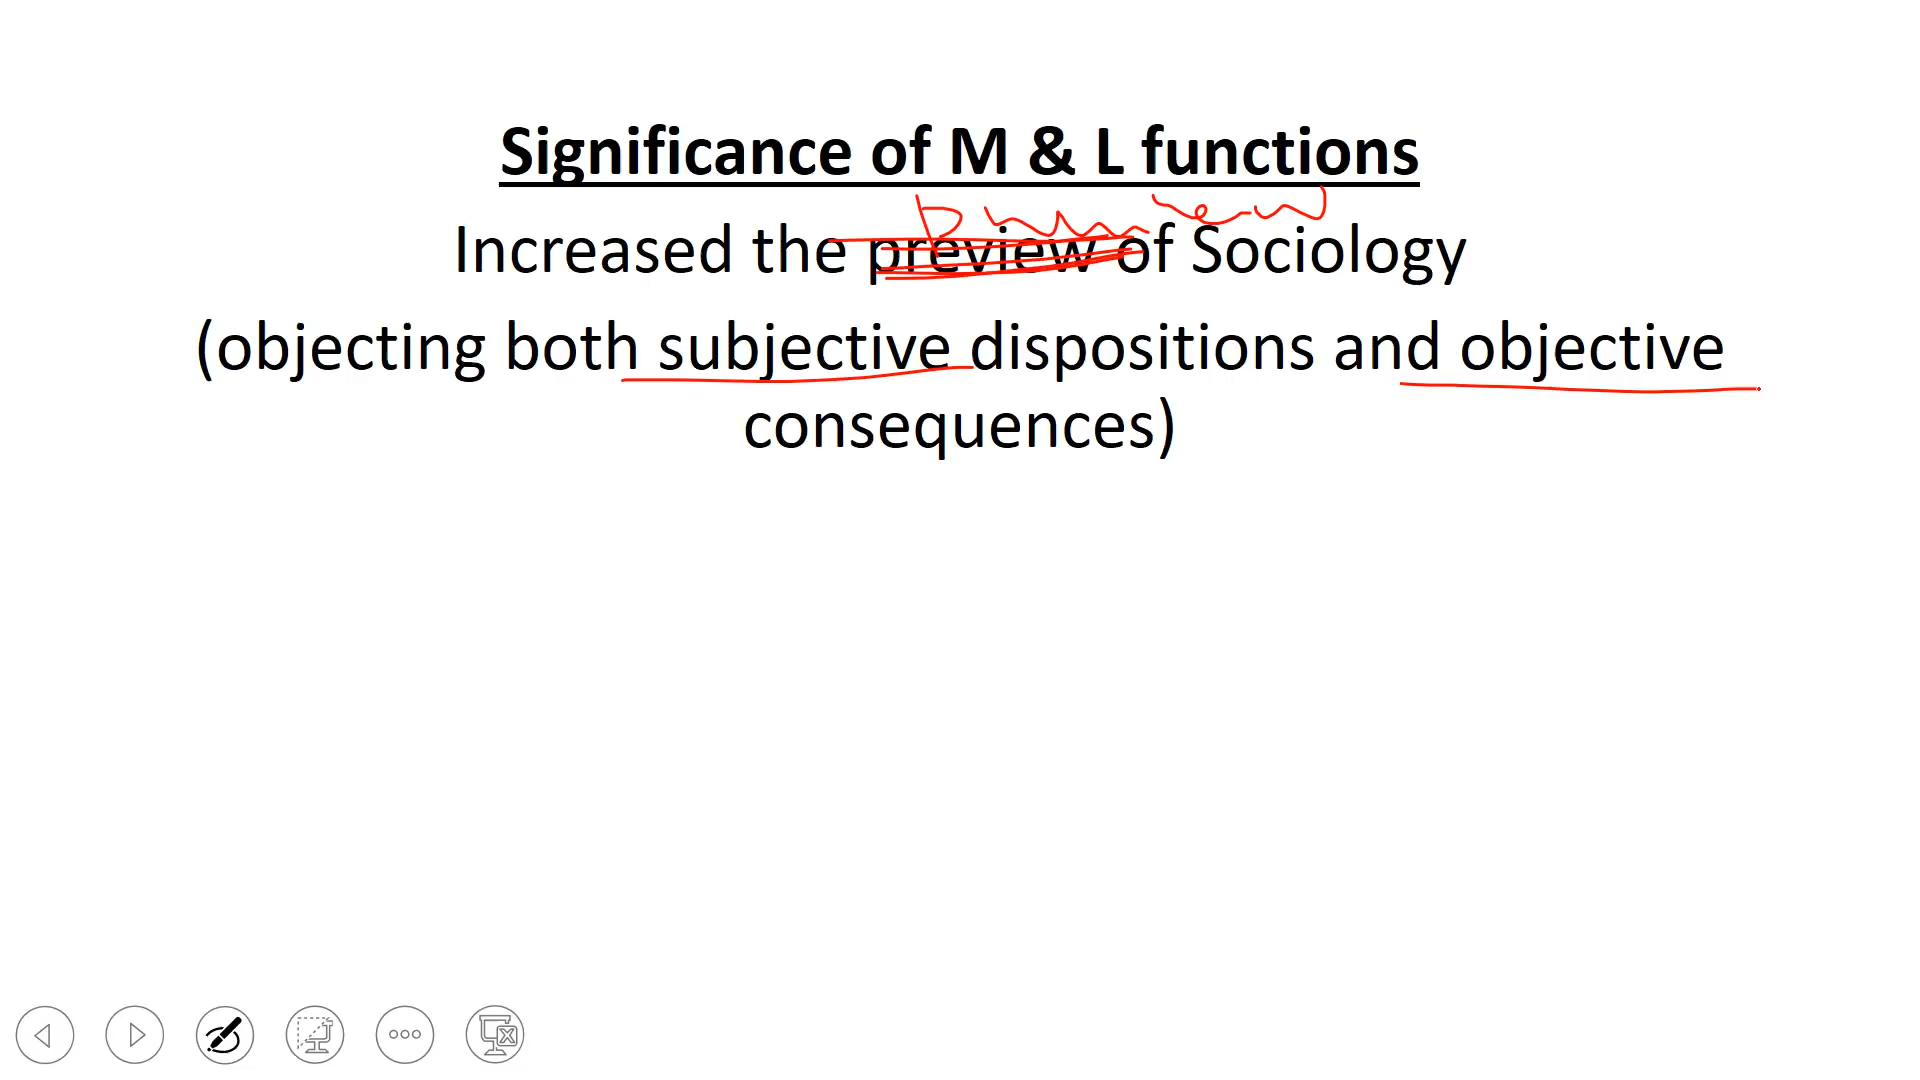 Significance of M & L functions
Increased the preview of Sociology
(objecting both subjective dispositions and objective
consequences)